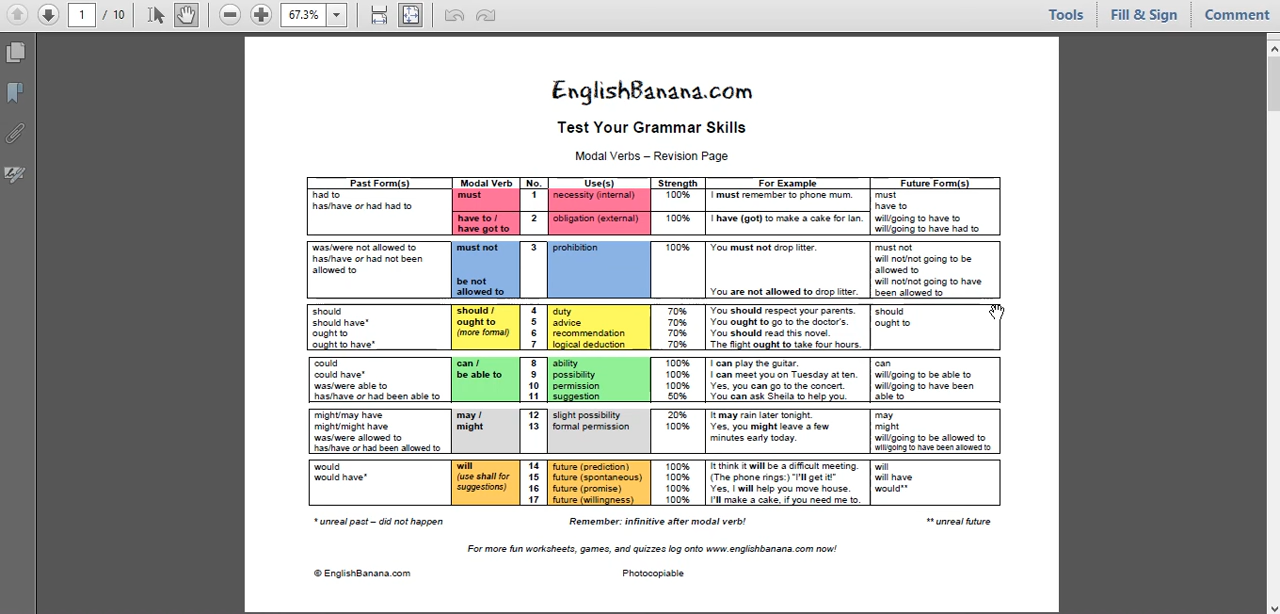 1 / 10 67.3% Tools Fill & Sign Comment
EnglishBanana.com
Test Your Grammar Skills
Modal Verbs – Revision Page
Past Form(s) Modal Verb No. Use(s) Strength For Example Future Form(s)
had to must 1 necessity (internal) 100% I must remember to phone mum. must
has/have or had had to have to
have to / 2 obligation (external) 100% I have (got) to make a cake for Ian. will/going to have to
have got to will/going to have had to
was/were not allowed to must not 3 prohibition 100% You must not drop litter. must not
has/have or had not been will not/not going to be
allowed to allowed to
be not will not/not going to have
allowed to You are not allowed to drop litter. been allowed to
should should / 4 duty 70% You should respect your parents. should
should have* ought to 5 advice 70% You ought to go to the doctor's. ought to
ought to (more formal) 6 recommendation 70% You should read this novel.
ought to have* 7 logical deduction 70% The flight ought to take four hours.
could can / 8 ability 100% I can play the guitar. can
could have* be able to 9 possibility 100% I can meet you on Tuesday at ten. will/going to be able to
was/were able to 10 permission 100% Yes, you can go to the concert. will/going to have been
has/have or had been able to 11 suggestion 50% You can ask Sheila to help you. able to
might/may have may / 12 slight possibility 20% It may rain later tonight. may
might/might have might 13 formal permission 100% Yes, you might leave a few might
was/were allowed to minutes early today. will/going to be allowed to
has/have or had been allowed to will/going to have been allowed to
would will 14 future (prediction) 100% It think it will be a difficult meeting. will
would have* (use shall for 15 future (spontaneous) 100% (The phone rings:) "I'll get it!" will have
suggestions) 16 future (promise) 100% Yes, I will help you move house. would**
17 future (willingness) 100% I'll make a cake, if you need me to.
* unreal past – did not happen Remember: infinitive after modal verb! ** unreal future
For more fun worksheets, games, and quizzes log onto www.englishbanana.com now!
© EnglishBanana.com Photocopiable